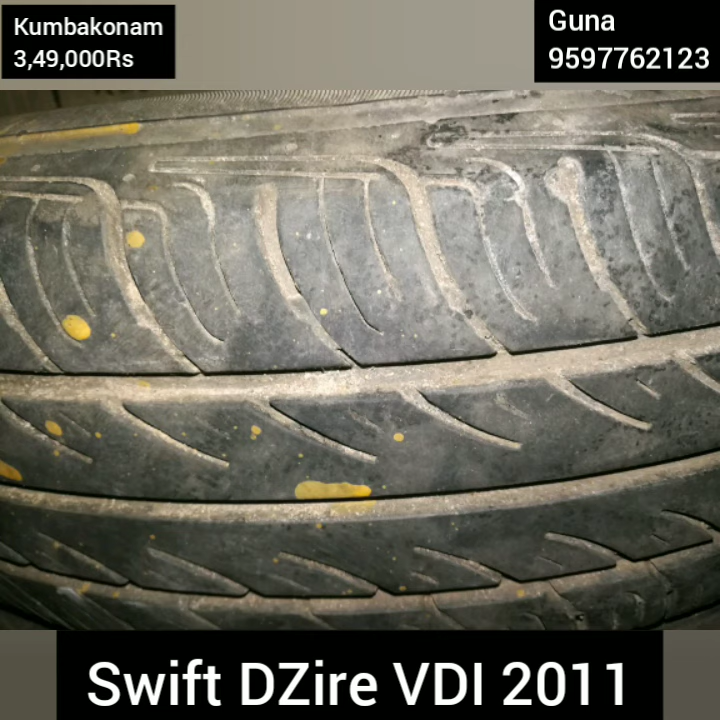 Kumbakonam
3,49,000Rs
Guna
9597762123
Swift DZire VDI 2011